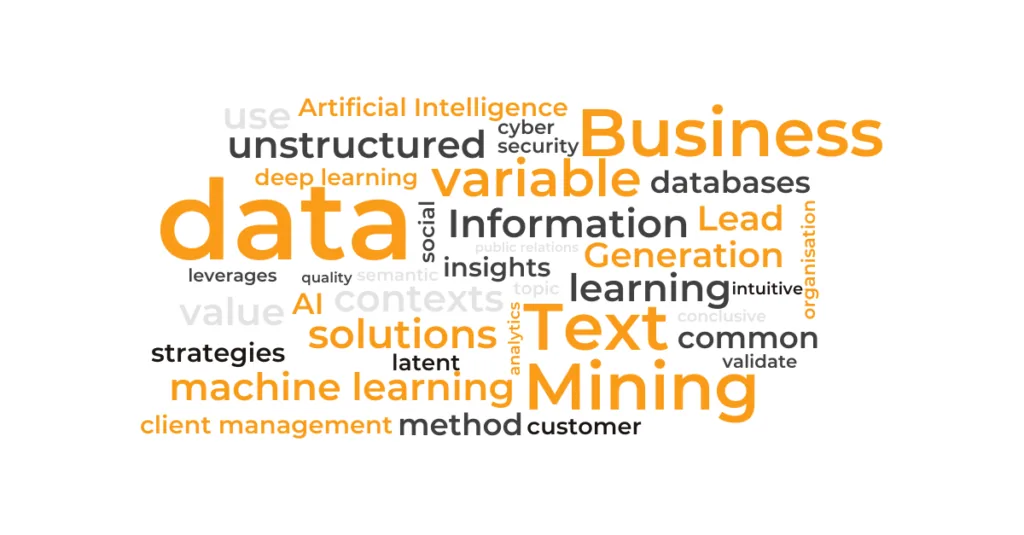 use
Artificial Intelligence
unstructured
cyber
security
Business
deep learning
variable
databases
data
social
Information
Lead
Generation
organisation
public relations
leverages
quality
semantic
insights
topic
learning
intuitive
value
AI
contexts
solutions
analytics
Text
Mining
conclusive
common
strategies
latent
validate
machine learning
client management
method
customer